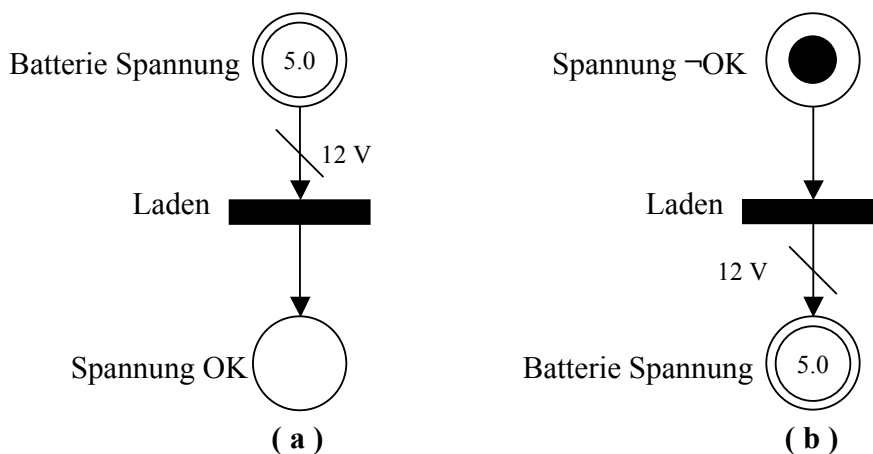 Batterie Spannung
5.0
12 V
Laden
Spannung OK
( a )
Spannung ¬OK
Laden
12 V
Batterie Spannung
5.0
( b )